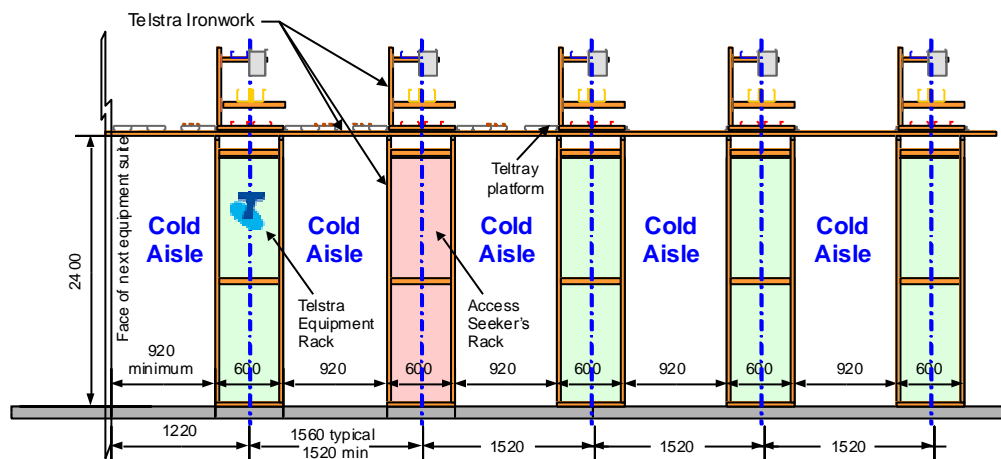 Telstra Ironwork
Face of next equipment suite
2400
Teltray
platform
Cold
Aisle
Cold
Aisle
Cold
Aisle
Cold
Aisle
Cold
Aisle
Telstra
Equipment
Rack
Access
Seeker's
Rack
920
minimum
600
920
600
920
600
920
600
920
600
1220
1560 typical
1520 min
1520
1520
1520